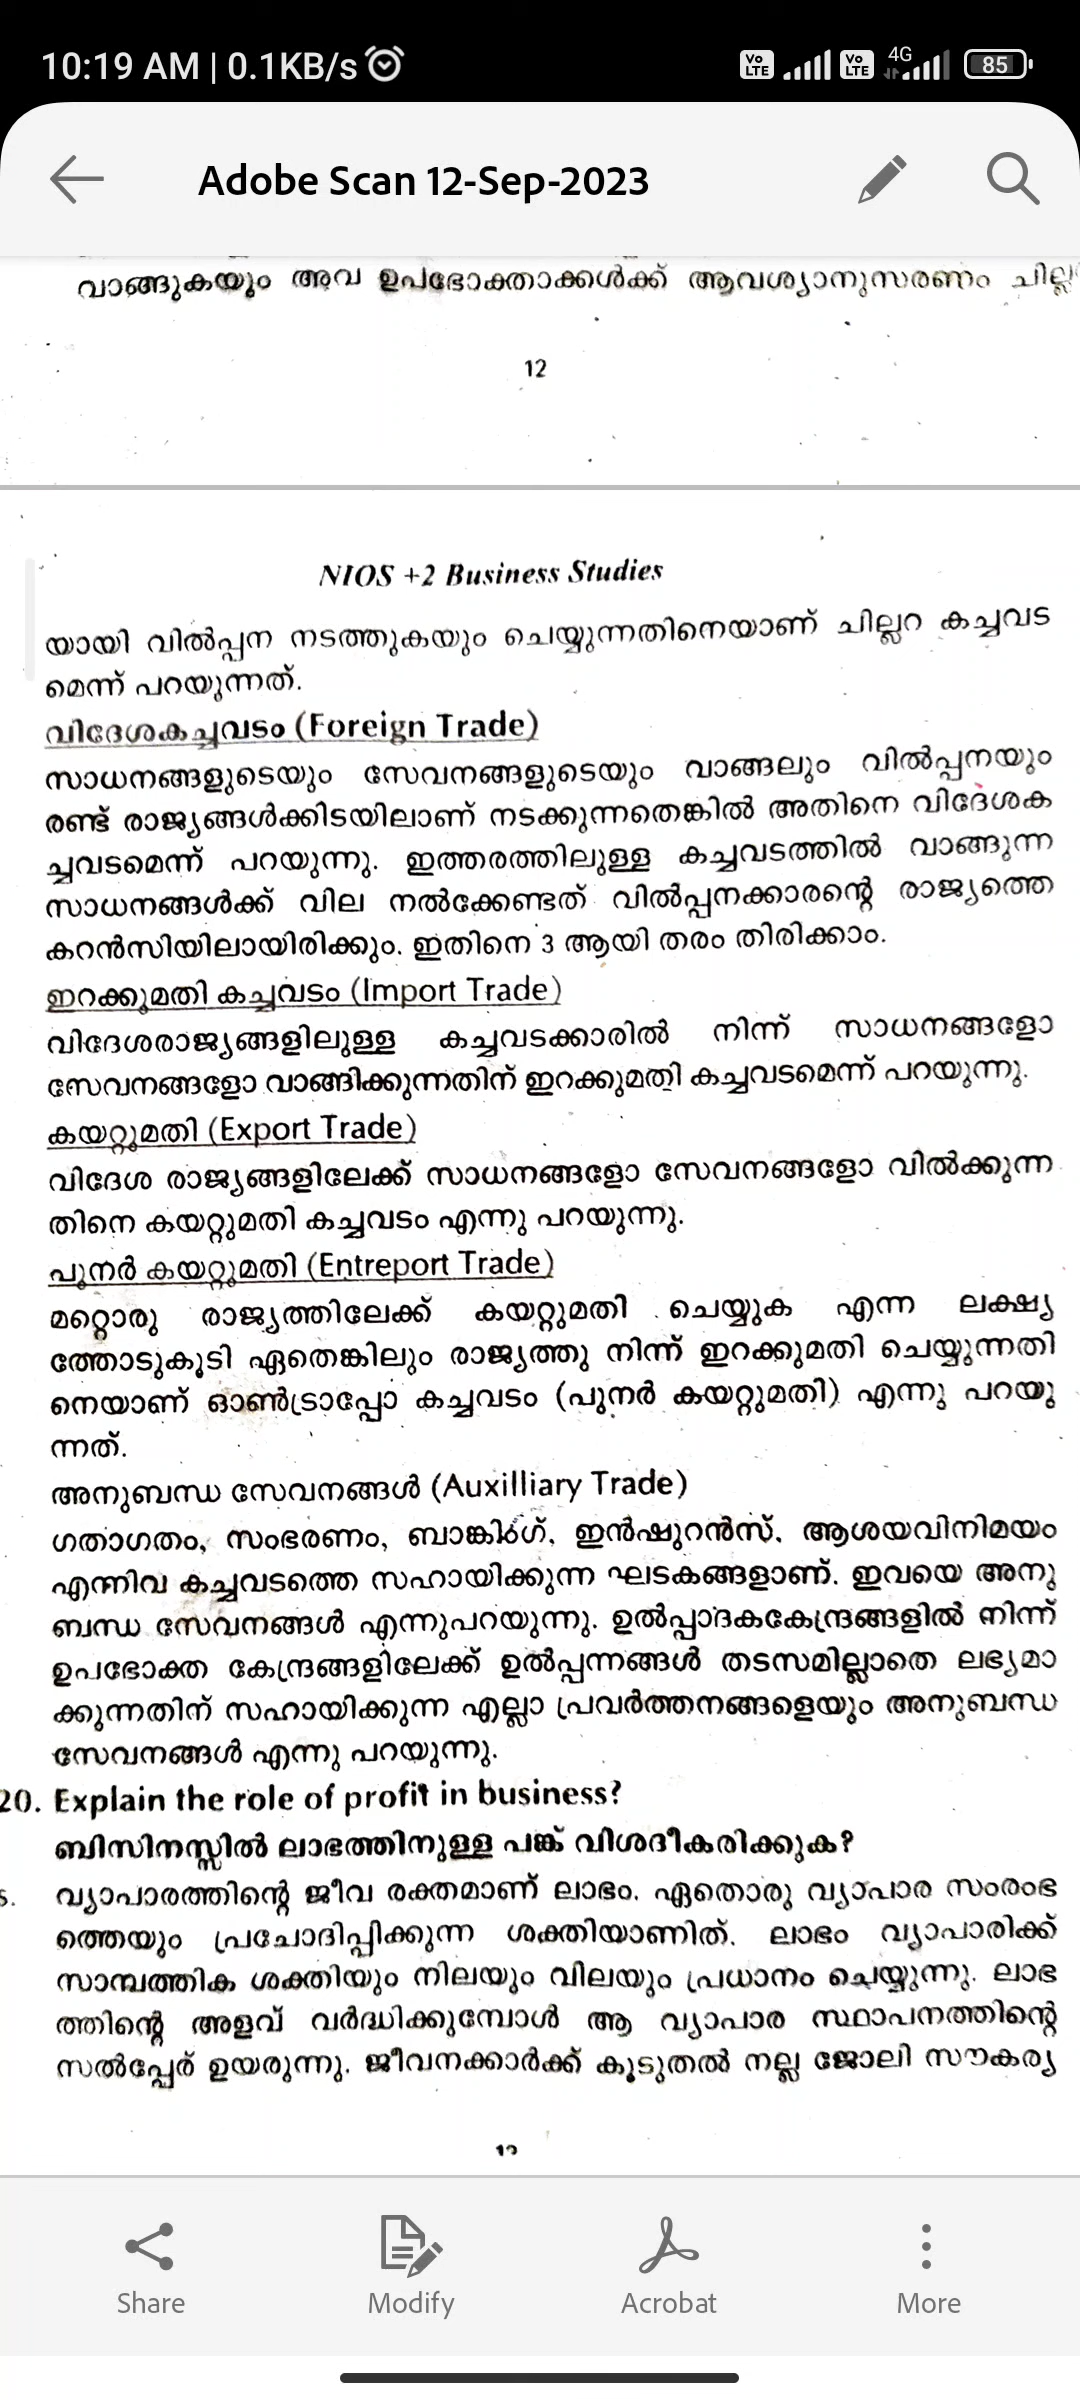 10:19 AM | 0.1KB/s
Vo LTE Vo LTE 4G 85
Adobe Scan 12-Sep-2023
വാങ്ങുകയും അവ ഉപഭോക്താക്കൾക്ക് ആവശ്യാനുസരണം ചില്ലറ
12
NIOS +2 Business Studies
യായി വിൽപ്പന നടത്തുകയും ചെയ്യുന്നതിനെയാണ് ചില്ലറ കച്ചവട
മെന്ന് പറയുന്നത്.
വിദേശകച്ചവടം (Foreign Trade)
സാധനങ്ങളുടെയും സേവനങ്ങളുടെയും വാങ്ങലും വിൽപ്പനയും
രണ്ട് രാജ്യങ്ങൾക്കിടയിലാണ് നടക്കുന്നതെങ്കിൽ അതിനെ വിദേശക
ച്ചവടമെന്ന് പറയുന്നു. ഇത്തരത്തിലുള്ള കച്ചവടത്തിൽ വാങ്ങുന്ന
സാധനങ്ങൾക്ക് വില നൽക്കേണ്ടത് വിൽപ്പനക്കാരന്റെ രാജ്യത്തെ
കറൻസിയിലായിരിക്കും. ഇതിനെ 3 ആയി തരം തിരിക്കാം.
ഇറക്കുമതി കച്ചവടം (Import Trade)
വിദേശരാജ്യങ്ങളിലുള്ള കച്ചവടക്കാരിൽ നിന്ന് സാധനങ്ങളോ
സേവനങ്ങളോ വാങ്ങിക്കുന്നതിന് ഇറക്കുമതി കച്ചവടമെന്ന് പറയുന്നു.
കയറ്റുമതി (Export Trade)
വിദേശ രാജ്യങ്ങളിലേക്ക് സാധനങ്ങളോ സേവനങ്ങളോ വിൽക്കുന്ന
തിനെ കയറ്റുമതി കച്ചവടം എന്നു പറയുന്നു.
പുനർ കയറ്റുമതി (Entreport Trade)
മറ്റൊരു രാജ്യത്തിലേക്ക് കയറ്റുമതി ചെയ്യുക എന്ന ലക്ഷ്യ
ത്തോടുകൂടി ഏതെങ്കിലും രാജ്യത്തു നിന്ന് ഇറക്കുമതി ചെയ്യുന്നതി
നെയാണ് ഓൺട്രാപ്പോ കച്ചവടം (പുനർ കയറ്റുമതി) എന്നു പറയു
ന്നത്.
അനുബന്ധ സേവനങ്ങൾ (Auxilliary Trade)
ഗതാഗതം, സംഭരണം, ബാങ്കിംഗ്, ഇൻഷുറൻസ്, ആശയവിനിമയം
എന്നിവ കച്ചവടത്തെ സഹായിക്കുന്ന ഘടകങ്ങളാണ്. ഇവയെ അനു
ബന്ധ സേവനങ്ങൾ എന്നുപറയുന്നു. ഉൽപ്പാദകകേന്ദ്രങ്ങളിൽ നിന്ന്
ഉപഭോക്ത കേന്ദ്രങ്ങളിലേക്ക് ഉൽപ്പന്നങ്ങൾ തടസമില്ലാതെ ലഭ്യമാ
ക്കുന്നതിന് സഹായിക്കുന്ന എല്ലാ പ്രവർത്തനങ്ങളെയും അനുബന്ധ
സേവനങ്ങൾ എന്നു പറയുന്നു.
20. Explain the role of profit in business?
ബിസിനസ്സിൽ ലാഭത്തിനുള്ള പങ്ക് വിശദീകരിക്കുക?
s. വ്യാപാരത്തിന്റെ ജീവ രക്തമാണ് ലാഭം. ഏതൊരു വ്യാപാര സംരംഭ
ത്തെയും പ്രചോദിപ്പിക്കുന്ന ശക്തിയാണിത്. ലാഭം വ്യാപാരിക്ക്
സാമ്പത്തിക ശക്തിയും നിലയും വിലയും പ്രധാനം ചെയ്യുന്നു. ലാഭ
ത്തിന്റെ അളവ് വർദ്ധിക്കുമ്പോൾ ആ വ്യാപാര സ്ഥാപനത്തിന്റെ
സൽപ്പേര് ഉയരുന്നു. ജീവനക്കാർക്ക് കൂടുതൽ നല്ല ജോലി സൗകര്യ
Share Modify Acrobat More